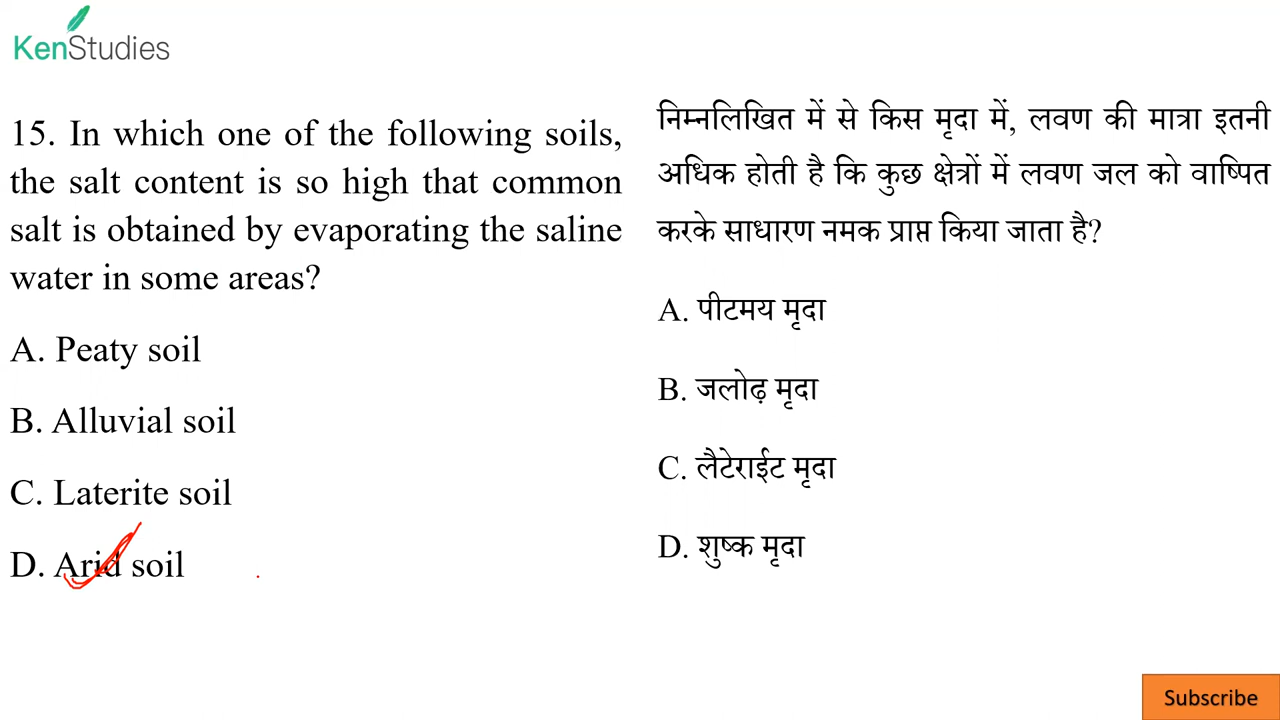 KenStudies
15. In which one of the following soils,
the salt content is so high that common
salt is obtained by evaporating the saline
water in some areas?
A. Peaty soil
B. Alluvial soil
C. Laterite soil
D. Arid soil
निम्नलिखित में से किस मृदा में, लवण की मात्रा इतनी
अधिक होती है कि कुछ क्षेत्रों में लवण जल को वाष्पित
करके साधारण नमक प्राप्त किया जाता है?
A. पीटमय मृदा
B. जलोढ़ मृदा
C. लैटेराईट मृदा
D. शुष्क मृदा
Subscribe